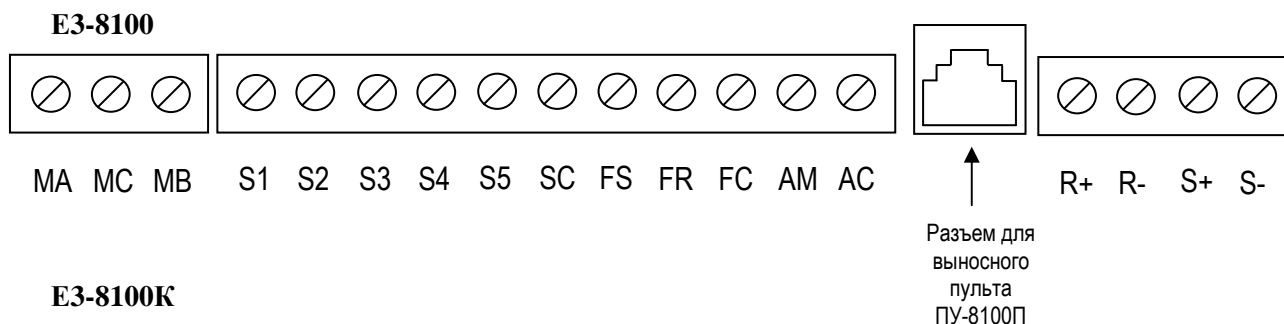 E3-8100
MA MC MB S1 S2 S3 S4 S5 SC FS FR FC AM AC R+ R- S+ S-
Разъем для
выносного
пульта
ПУ-8100П
E3-8100К